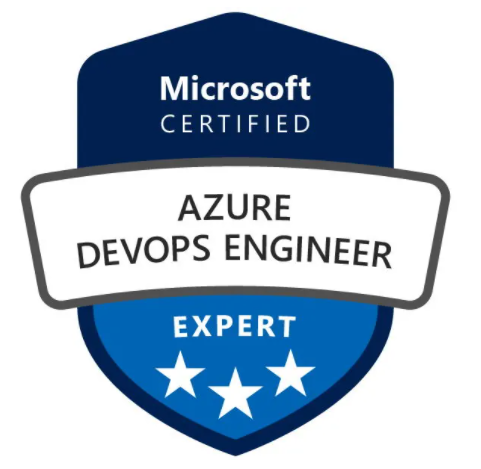 Microsoft
CERTIFIED
AZURE
DEVOPS ENGINEER
EXPERT